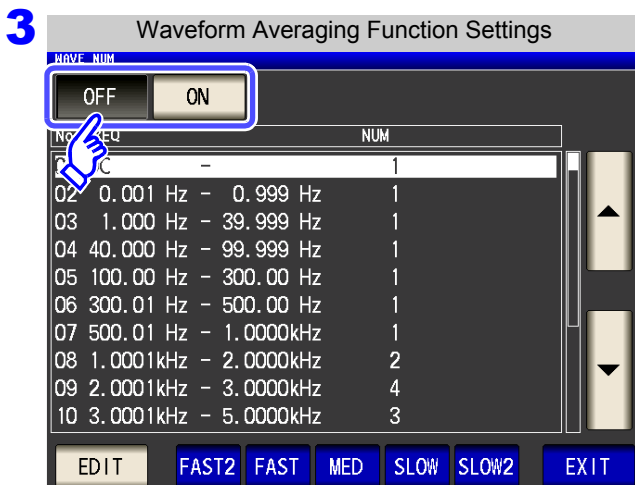 3
Waveform Averaging Function Settings
WAVE NUM
OFF ON
NUM
-  1
02 0.001 Hz - 0.999 Hz 1
03 1.000 Hz - 39.999 Hz 1
04 40.000 Hz - 99.999 Hz 1
05 100.00 Hz - 300.00 Hz 1
06 300.01 Hz - 500.00 Hz 1
07 500.01 Hz - 1.0000kHz 1
08 1.0001kHz - 2.0000kHz 2
09 2.0001kHz - 3.0000kHz 4
10 3.0001kHz - 5.0000kHz 3
EDIT FAST2 FAST MED SLOW SLOW2 EXIT